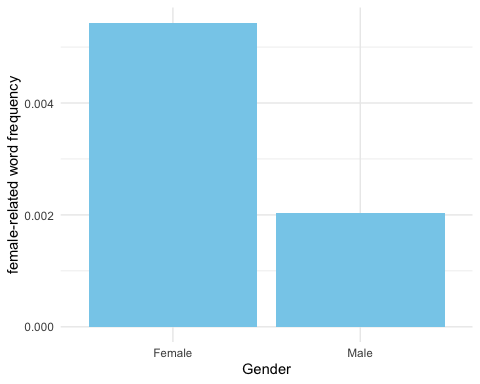 female-related word frequency
0.004
0.002
0.000
Female Male
Gender